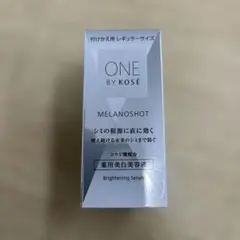 付けかえ用 レギュラーサイズ
ONE
BY KOSÉ
MELANOSHOT
シミの根源に直に効く
コウジ酸配合
薬用美白美容液
Brightening Serum